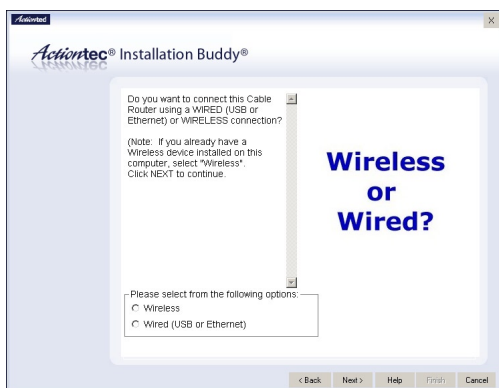 Actiontec
X
Actiontec® Installation Buddy®
Do you want to connect this Cable
Router using a WIRED (USB or
Ethernet) or WIRELESS connection?
(Note: If you already have a
Wireless device installed on this
computer, select "Wireless".
Click NEXT to continue.
Wireless
or
Wired?
Please select from the following options:
Wireless
Wired (USB or Ethernet)
< Back Next > Help Finish Cancel